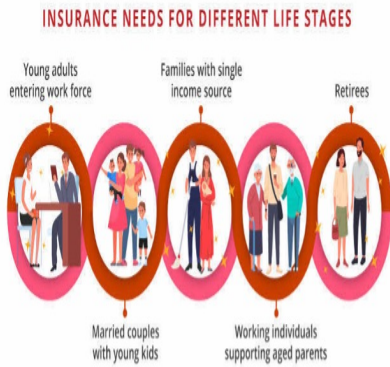 INSURANCE NEEDS FOR DIFFERENT LIFE STAGES
Young adults
entering work force
Families with single
income source
Retirees
Married couples
with young kids
Working individuals
supporting aged parents